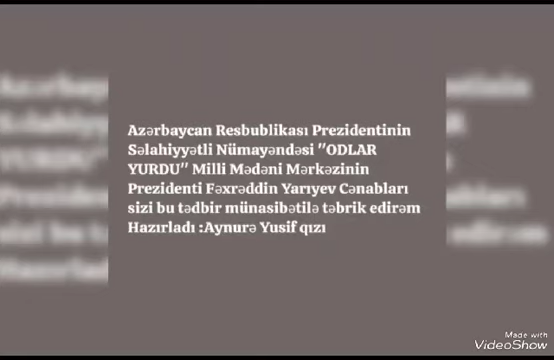 Azərbaycan Resbublikası Prezidentinin
Səlahiyyətli Nümayəndəsi "ODLAR
YURDU" Milli Mədəni Mərkəzinin
Prezidenti Fəxrəddin Yarıyev Cənabları
sizi bu tədbir münasibətilə təbrik edirəm
Hazırladı :Aynurə Yusif qızı
Made with
VideoShow